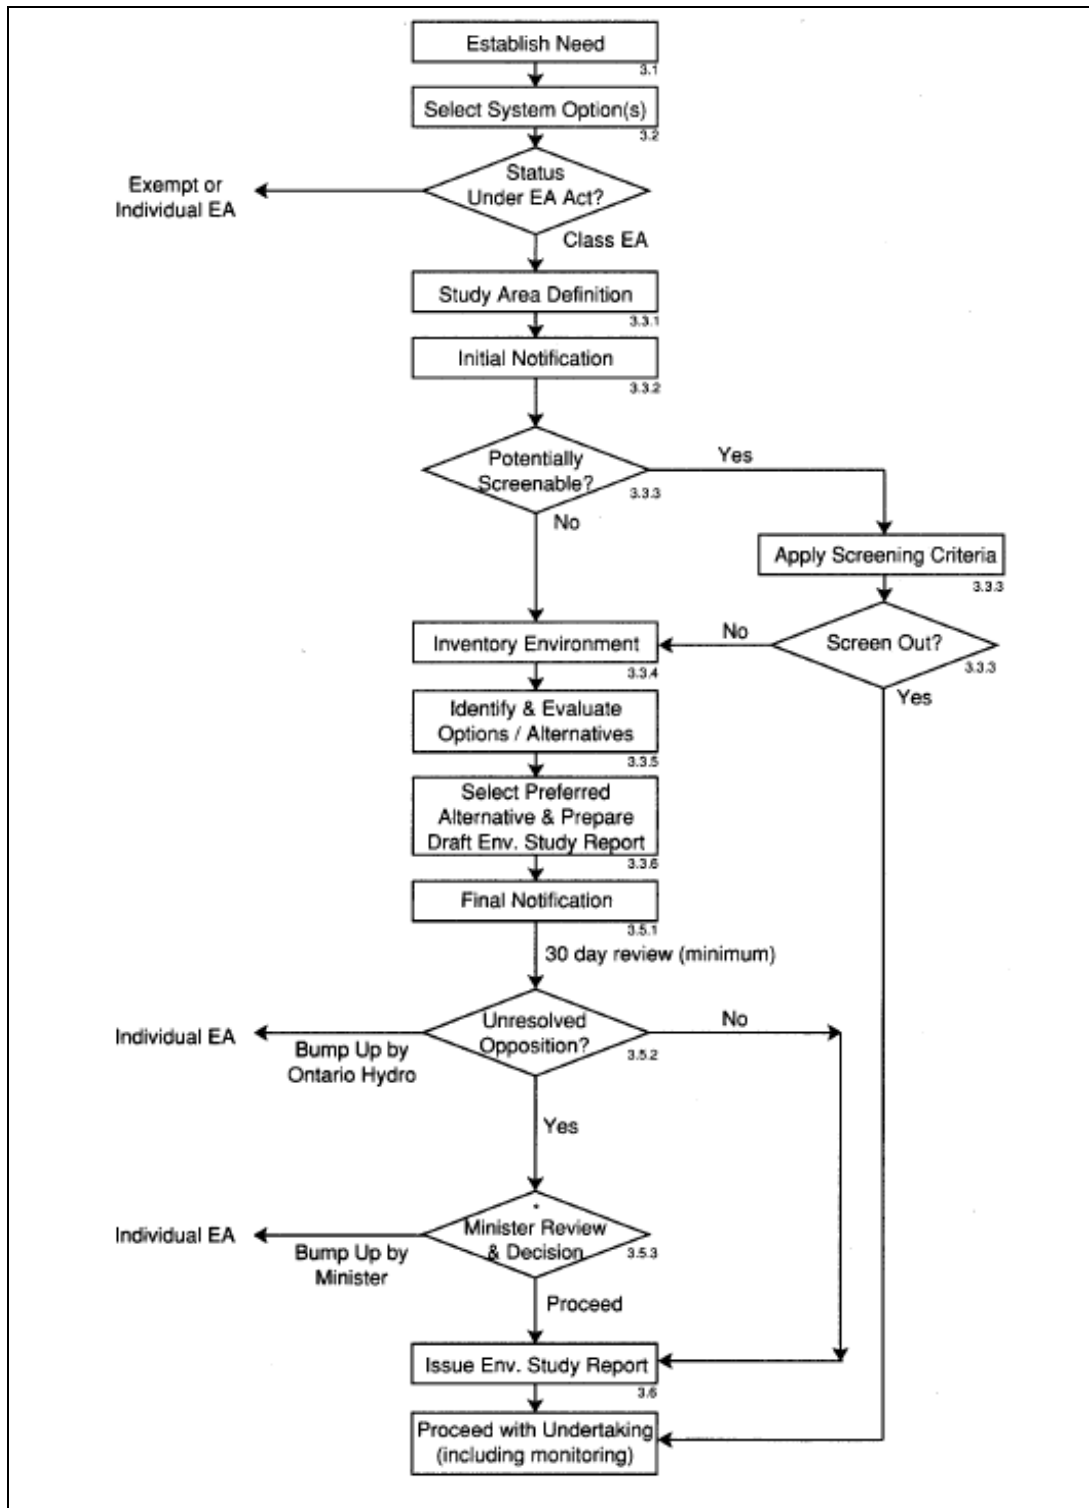 Establish Need
3.1
Select System Option(s)
3.2
Status
Under EA Act?
Exempt or
Individual EA
Class EA
Study Area Definition
3.3.1
Initial Notification
3.3.2
Potentially
Screenable?
3.3.3
Yes
No
Apply Screening Criteria
3.3.3
Screen Out?
3.3.3
No
Yes
Inventory Environment
3.3.4
Identify & Evaluate
Options / Alternatives
3.3.5
Select Preferred
Alternative & Prepare
Draft Env. Study Report
3.3.6
Final Notification
3.5.1
30 day review (minimum)
Unresolved
Opposition?
3.5.2
No
Individual EA
Bump Up by
Ontario Hydro
Yes
*
Minister Review
& Decision
3.5.3
Individual EA
Bump Up by
Minister
Proceed
Issue Env. Study Report
3.6
Proceed with Undertaking
(including monitoring)